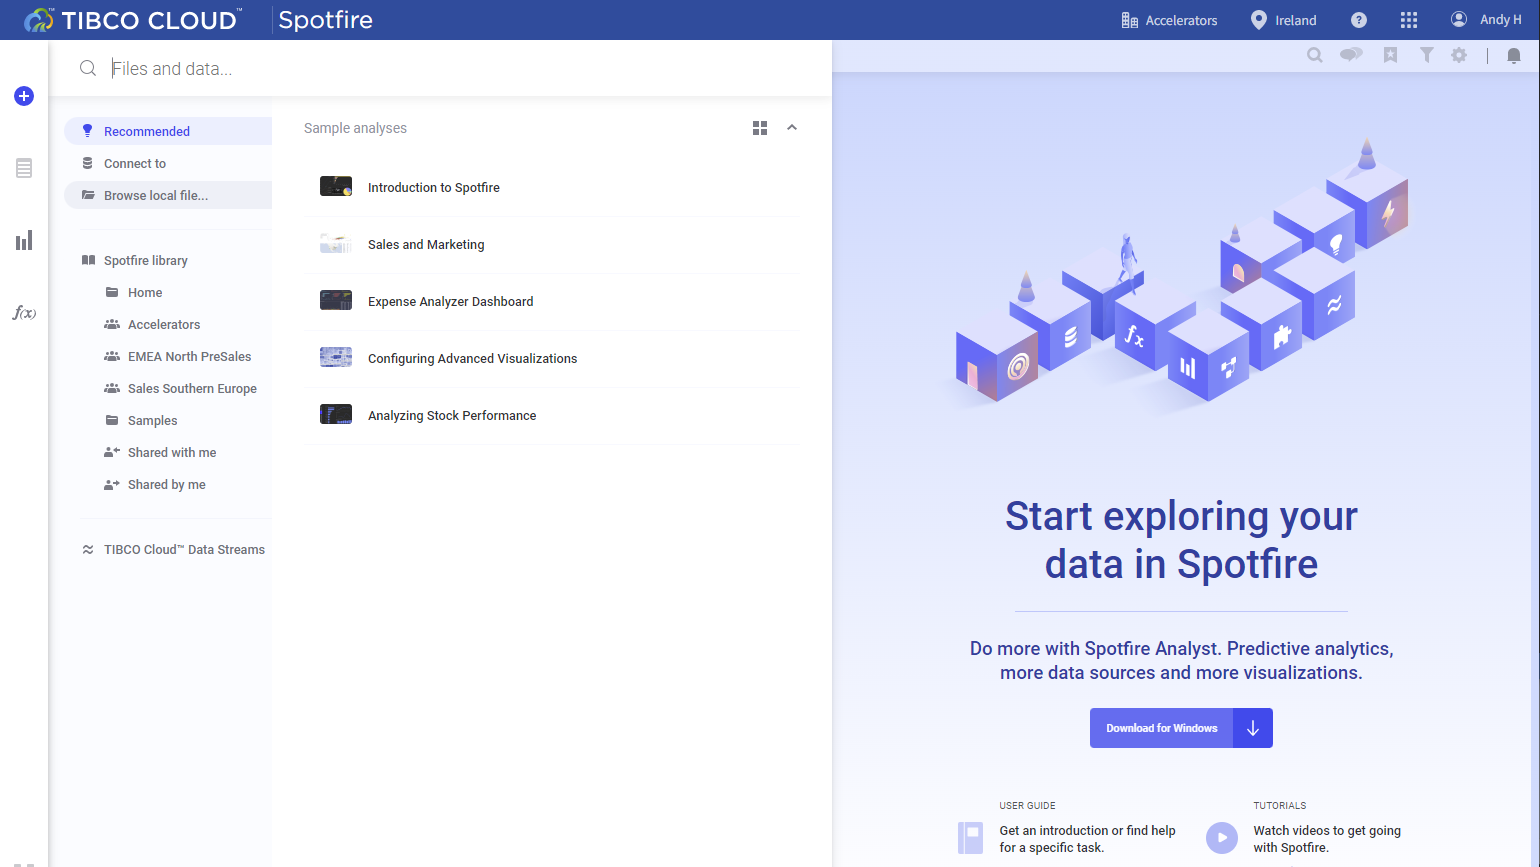 TIBCO CLOUD™ Spotfire
Accelerators
Ireland
?
Andy H
Files and data...
Recommended
Connect to
Browse local file...
Spotfire library
Home
Accelerators
EMEA North PreSales
Sales Southern Europe
Samples
Shared with me
Shared by me
TIBCO Cloud™ Data Streams
f(x)
Sample analyses
Introduction to Spotfire
Sales and Marketing
Expense Analyzer Dashboard
Configuring Advanced Visualizations
Analyzing Stock Performance
fx
Start exploring your
data in Spotfire
Do more with Spotfire Analyst. Predictive analytics,
more data sources and more visualizations.
Download for Windows
USER GUIDE
Get an introduction or find help
for a specific task.
TUTORIALS
Watch videos to get going
with Spotfire.